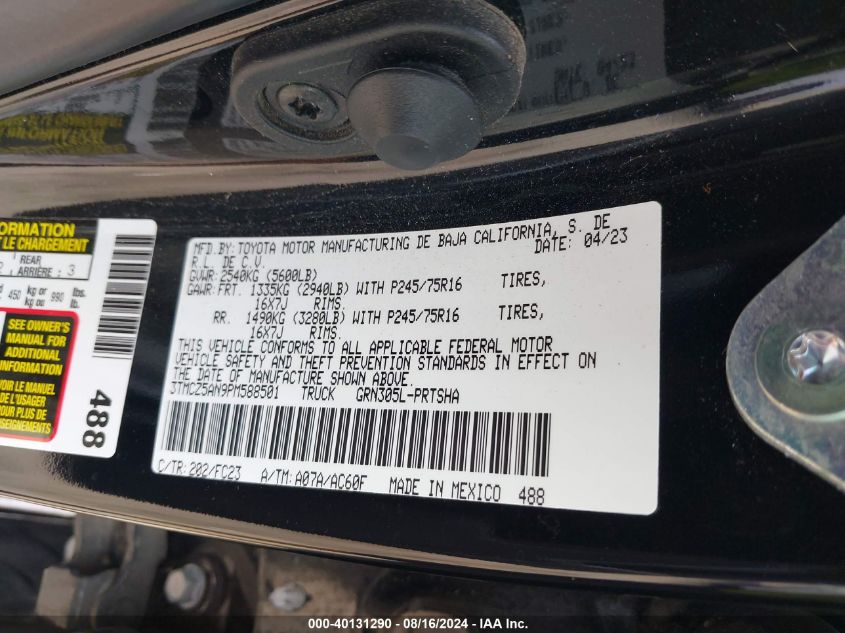 MFD. BY: TOYOTA MOTOR MANUFACTURING DE BAJA CALIFORNIA, S. DE
R.L. DE C.V. DATE: 04/23
GVWR: 2540KG (5600LB)
GAWR: FRT. 1335KG (2940LB) WITH P245/75R16 TIRES,
16X7J RIMS.
RR. 1490KG (3280LB) WITH P245/75R16 TIRES,
16X7J RIMS.
THIS VEHICLE CONFORMS TO ALL APPLICABLE FEDERAL MOTOR
VEHICLE SAFETY AND THEFT PREVENTION STANDARDS IN EFFECT ON
THE DATE OF MANUFACTURE SHOWN ABOVE.
3TMCZ5AN9PM588501 TRUCK GRN305L-PRTSHA
C/TR: 202/FC23 A/TM: A07A/AC60F MADE IN MEXICO 488
LE CHARGEMENT
REAR
ARRIÈRE : 3
450 kg or kg ou 990 lbs. lb.
SEE OWNER'S
MANUAL FOR
ADDITIONAL
INFORMATION
VOIR LE MANUEL
DE L'USAGER
POUR PLUS DE
488
000-40131290 - 08/16/2024 - IAA Inc.